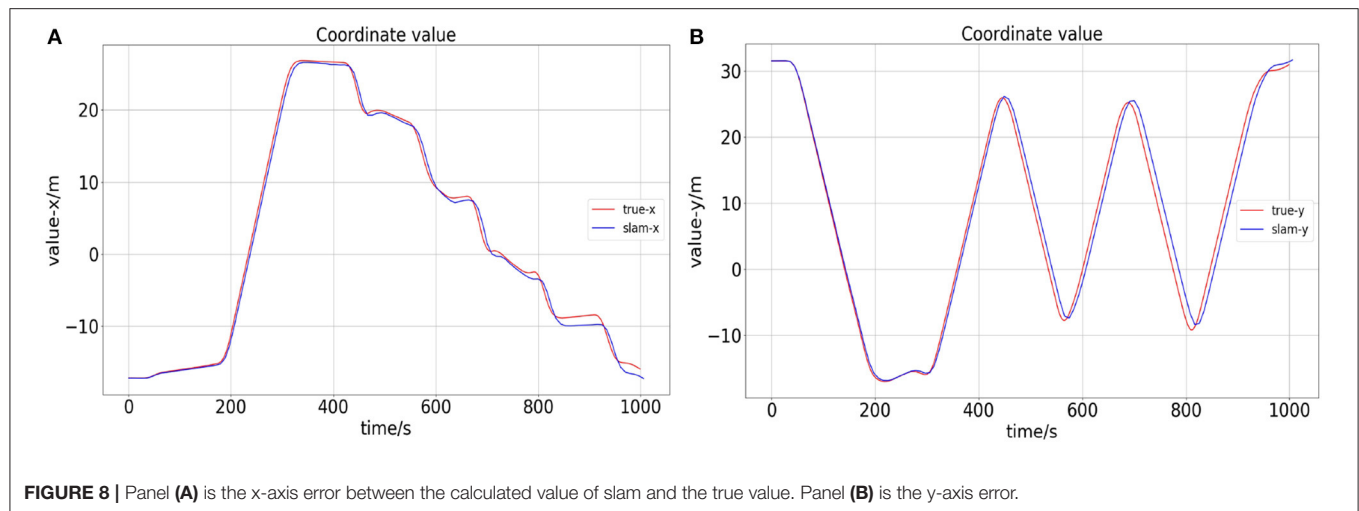 A
Coordinate value
value-x/m
20
10
0
−10
true-x
slam-x
0 200 400 600 800 1000
time/s
B
Coordinate value
value-y/m
30
20
10
0
−10
true-y
slam-y
0 200 400 600 800 1000
time/s
FIGURE 8 | Panel (A) is the x-axis error between the calculated value of slam and the true value. Panel (B) is the y-axis error.